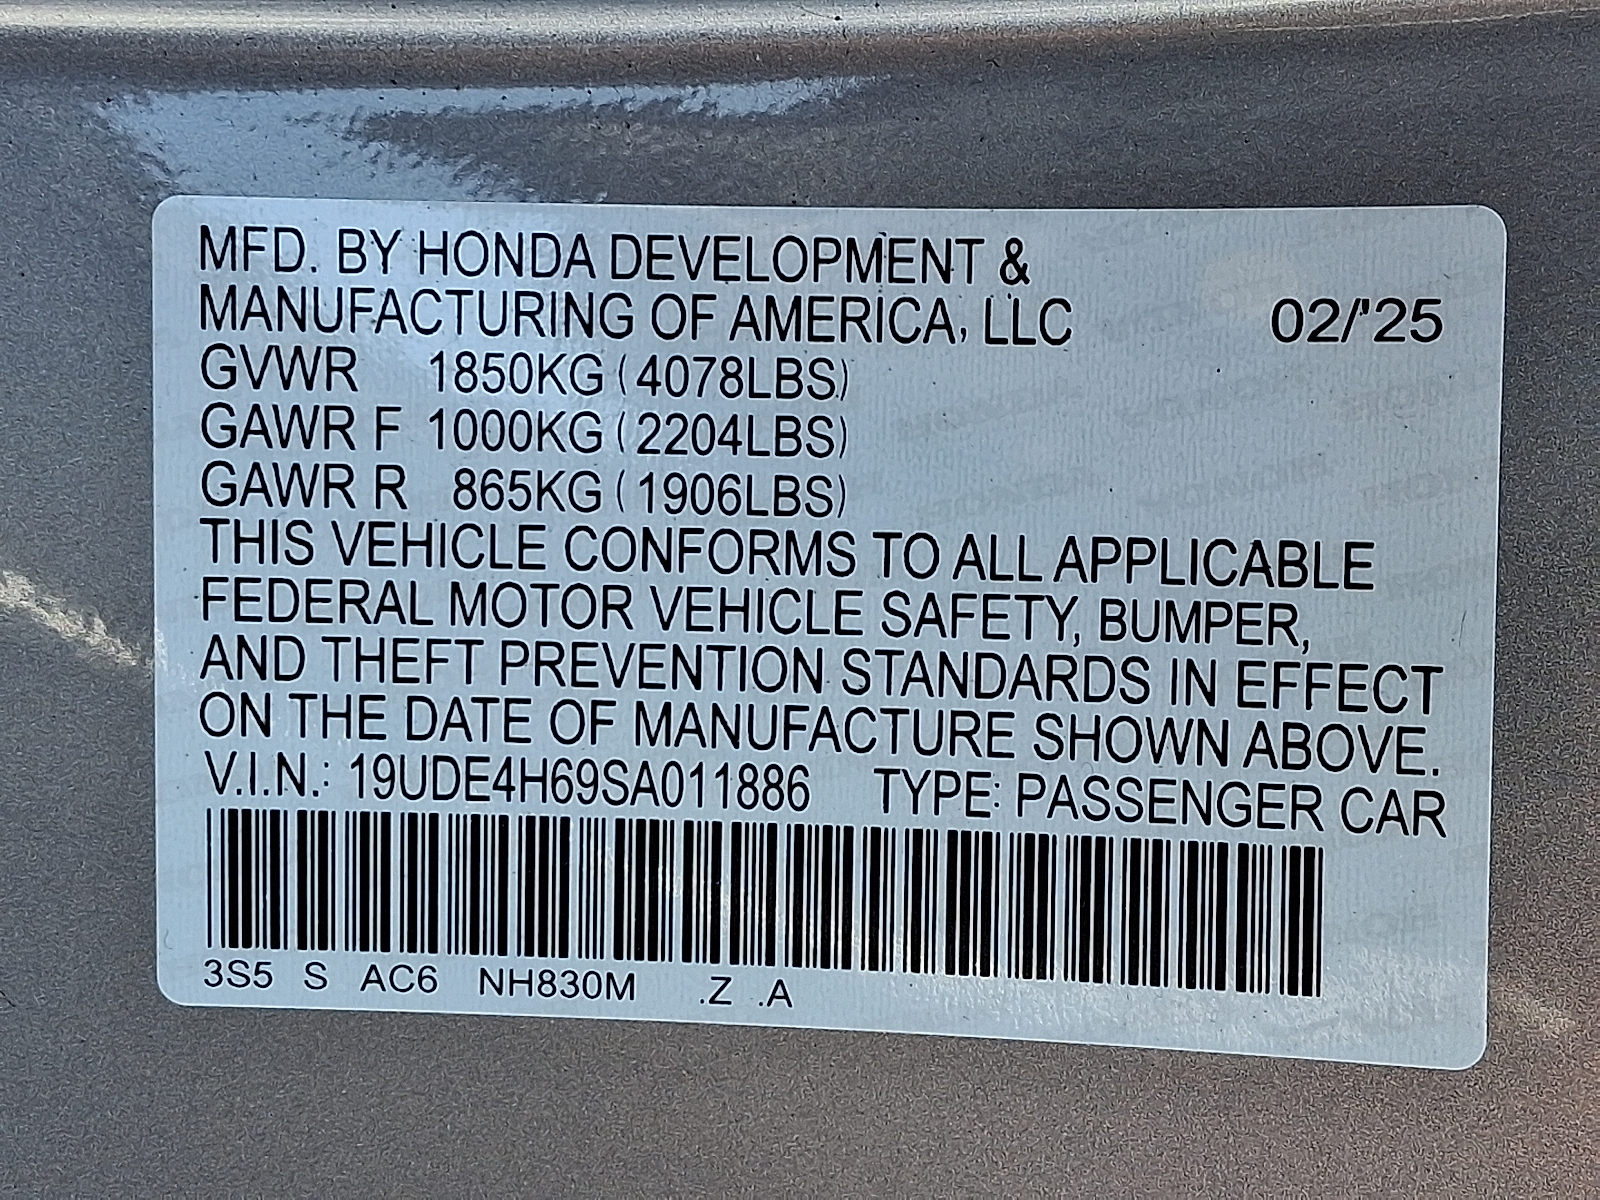 MFD. BY HONDA DEVELOPMENT &
MANUFACTURING OF AMERICA, LLC 02/'25
GVWR 1850KG (4078LBS)
GAWR F 1000KG (2204LBS)
GAWR R 865KG (1906LBS)
THIS VEHICLE CONFORMS TO ALL APPLICABLE
FEDERAL MOTOR VEHICLE SAFETY, BUMPER,
AND THEFT PREVENTION STANDARDS IN EFFECT
ON THE DATE OF MANUFACTURE SHOWN ABOVE.
V.I.N.: 19UDE4H69SA011886 TYPE: PASSENGER CAR
3S5 S AC6 NH830M .Z .A